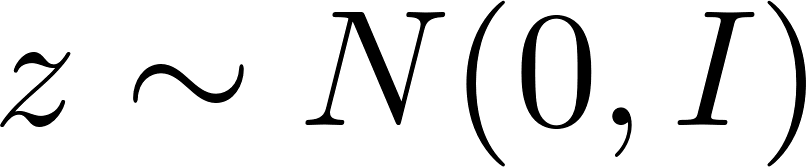 z ∼ N(0, I)